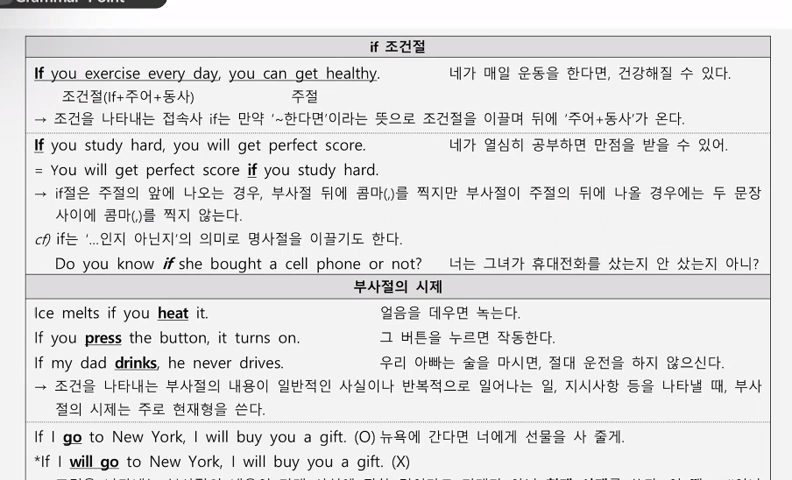 Grammar Point
if 조건절
If you exercise every day, you can get healthy. 네가 매일 운동을 한다면, 건강해질 수 있다.
조건절(If+주어+동사) 주절
→ 조건을 나타내는 접속사 if는 만약 '~한다면'이라는 뜻으로 조건절을 이끌며 뒤에 '주어+동사'가 온다.
If you study hard, you will get perfect score. 네가 열심히 공부하면 만점을 받을 수 있어.
= You will get perfect score if you study hard.
→ if절은 주절의 앞에 나오는 경우, 부사절 뒤에 콤마(,)를 찍지만 부사절이 주절의 뒤에 나올 경우에는 두 문장
사이에 콤마(,)를 찍지 않는다.
cf) if는 '...인지 아닌지'의 의미로 명사절을 이끌기도 한다.
Do you know if she bought a cell phone or not? 너는 그녀가 휴대전화를 샀는지 안 샀는지 아니?
부사절의 시제
Ice melts if you heat it. 얼음을 데우면 녹는다.
If you press the button, it turns on. 그 버튼을 누르면 작동한다.
If my dad drinks, he never drives. 우리 아빠는 술을 마시면, 절대 운전을 하지 않으신다.
→ 조건을 나타내는 부사절의 내용이 일반적인 사실이나 반복적으로 일어나는 일, 지시사항 등을 나타낼 때, 부사
절의 시제는 주로 현재형을 쓴다.
If I go to New York, I will buy you a gift. (O) 뉴욕에 간다면 너에게 선물을 사 줄게.
*If I will go to New York, I will buy you a gift. (X)